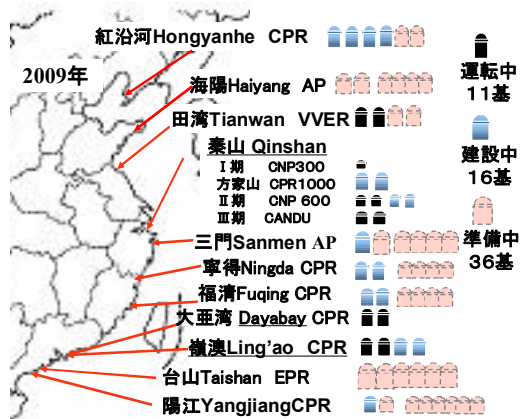 紅沿河Hongyanhe CPR
2009年
海陽Haiyang AP
田湾Tianwan VVER
秦山 Qinshan
Ⅰ期 CNP300
方家山 CPR1000
Ⅱ期 CNP 600
Ⅲ期 CANDU
三門Sanmen AP
寧得Ningda CPR
福清Fuqing CPR
大亜湾 Dayabay CPR
嶺澳Ling'ao CPR
台山Taishan EPR
陽江YangjiangCPR
運転中
11基
建設中
16基
準備中
36基